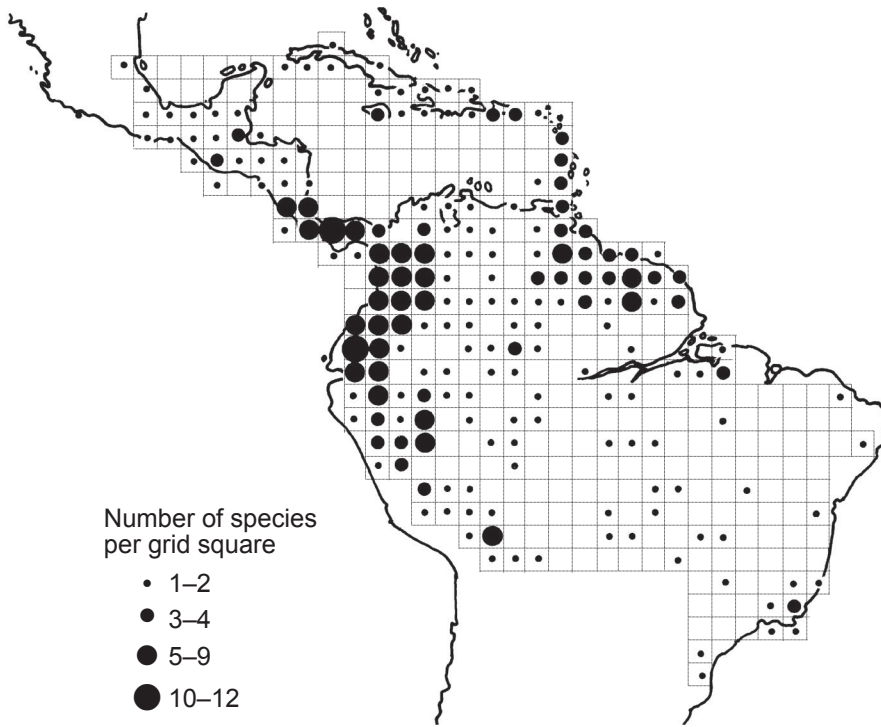 Number of species
per grid square
1–2
3–4
5–9
10–12